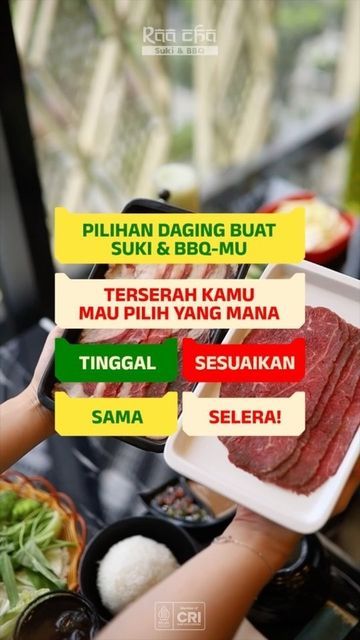 Raa cha
Suki & BBQ
PILIHAN DAGING BUAT
SUKI & BBQ-MU
TERSERAH KAMU
MAU PILIH YANG MANA
TINGGAL SESUAIKAN
SAMA SELERA!
CRI